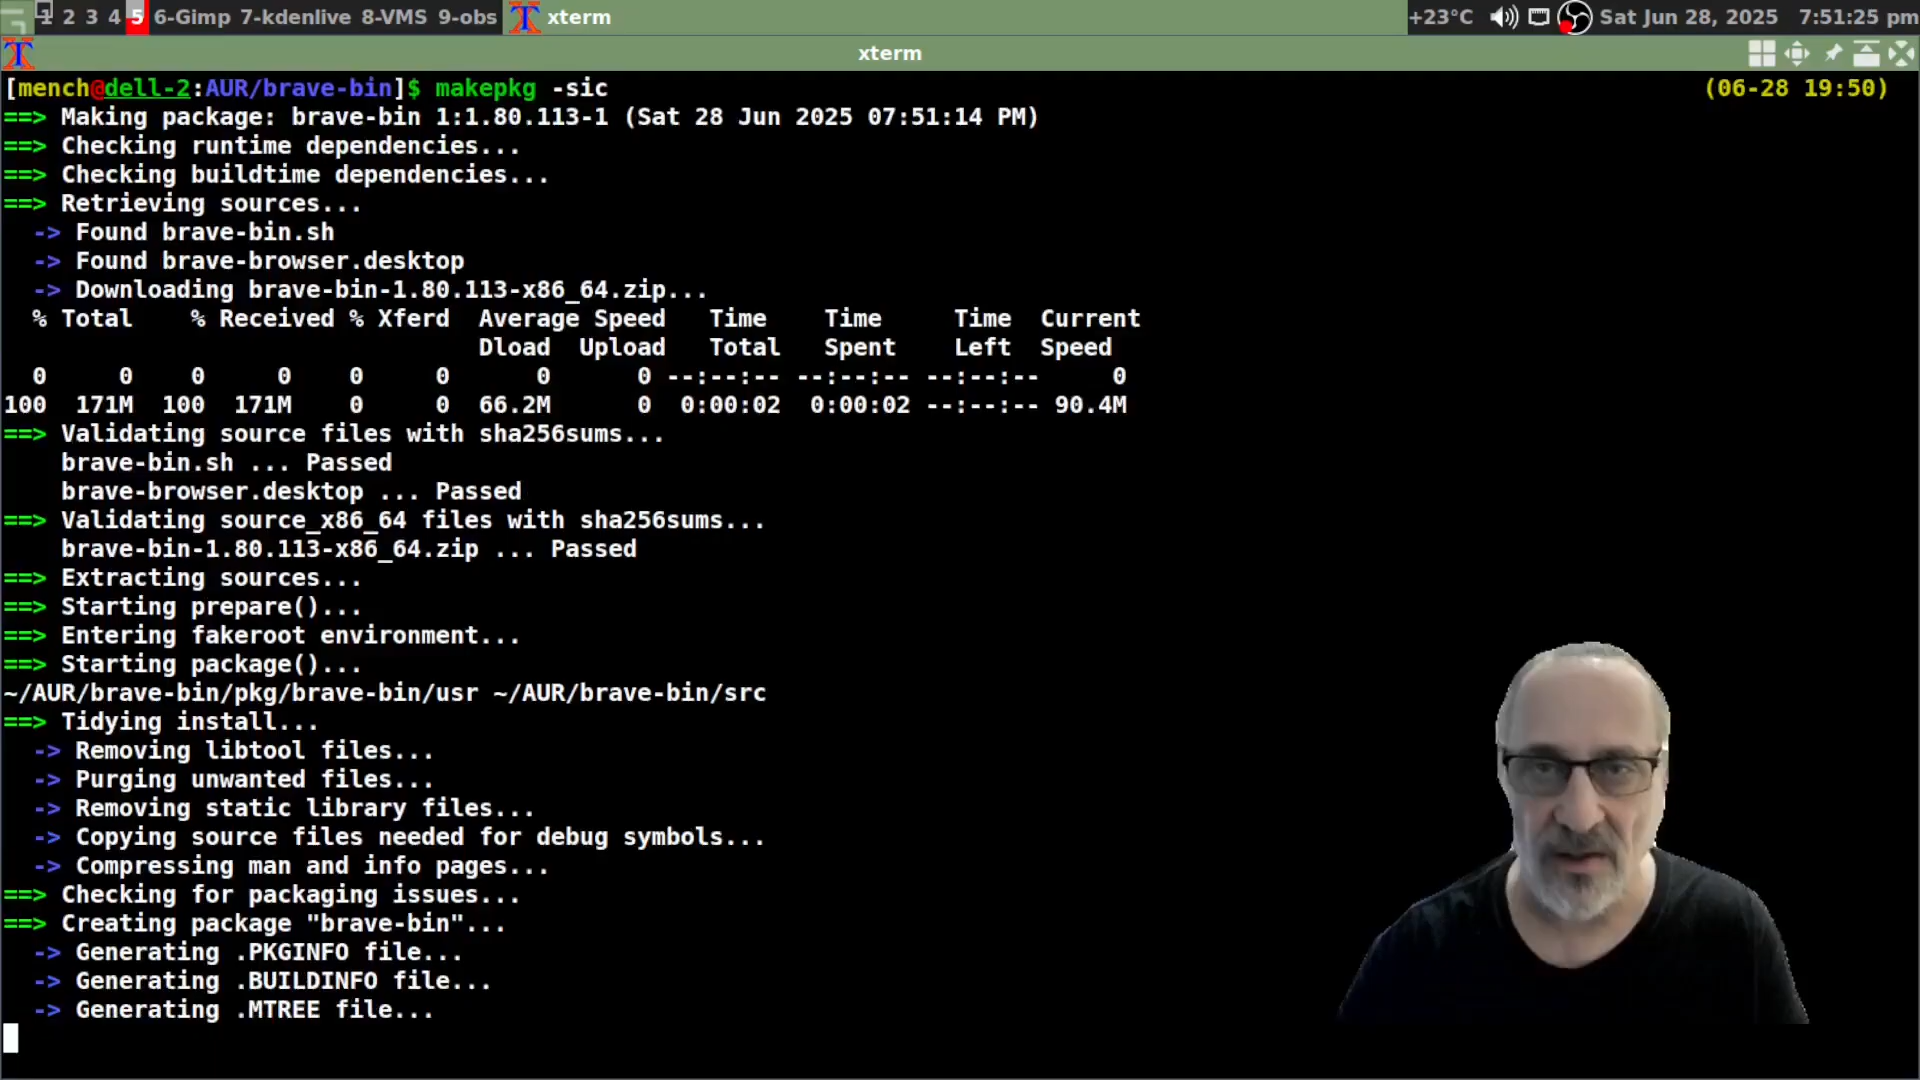 1 2 3 4 5 6-Gimp 7-kdenlive 8-VMS 9-obs xterm +23°C Sat Jun 28, 2025 7:51:25 pm
xterm
[mench@dell-2:AUR/brave-bin]$ makepkg -sic (06-28 19:50)
==> Making package: brave-bin 1:1.80.113-1 (Sat 28 Jun 2025 07:51:14 PM)
==> Checking runtime dependencies...
==> Checking buildtime dependencies...
==> Retrieving sources...
-> Found brave-bin.sh
-> Found brave-browser.desktop
-> Downloading brave-bin-1.80.113-x86_64.zip...
% Total % Received % Xferd Average Speed Time Time Time Current
Dload Upload Total Spent Left Speed
0 0 0 0 0 0 0 0 --:--:-- --:--:-- --:--:-- 0
100 171M 100 171M 0 0 66.2M 0 0:00:02 0:00:02 --:--:-- 90.4M
==> Validating source files with sha256sums...
brave-bin.sh ... Passed
brave-browser.desktop ... Passed
==> Validating source_x86_64 files with sha256sums...
brave-bin-1.80.113-x86_64.zip ... Passed
==> Extracting sources...
==> Starting prepare()...
==> Entering fakeroot environment...
==> Starting package()...
~/AUR/brave-bin/pkg/brave-bin/usr ~/AUR/brave-bin/src
==> Tidying install...
-> Removing libtool files...
-> Purging unwanted files...
-> Removing static library files...
-> Copying source files needed for debug symbols...
-> Compressing man and info pages...
==> Checking for packaging issues...
==> Creating package "brave-bin"...
-> Generating .PKGINFO file...
-> Generating .BUILDINFO file...
-> Generating .MTREE file...